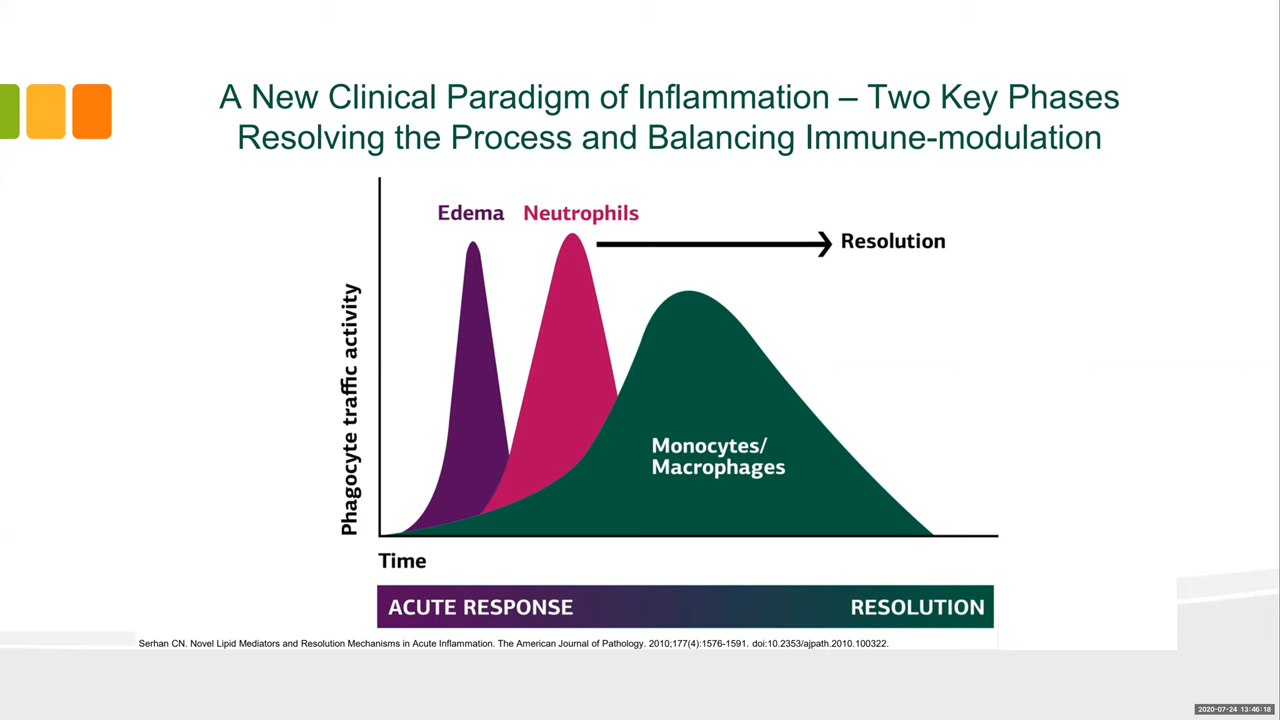 A New Clinical Paradigm of Inflammation – Two Key Phases
Resolving the Process and Balancing Immune-modulation
Edema
Neutrophils
Resolution
Phagocyte traffic activity
Monocytes/
Macrophages
Time
ACUTE RESPONSE
RESOLUTION
Serhan CN. Novel Lipid Mediators and Resolution Mechanisms in Acute Inflammation. The American Journal of Pathology. 2010;177(4):1576-1591. doi:10.2353/ajpath.2010.100322.
2020-07-24 13:46:18